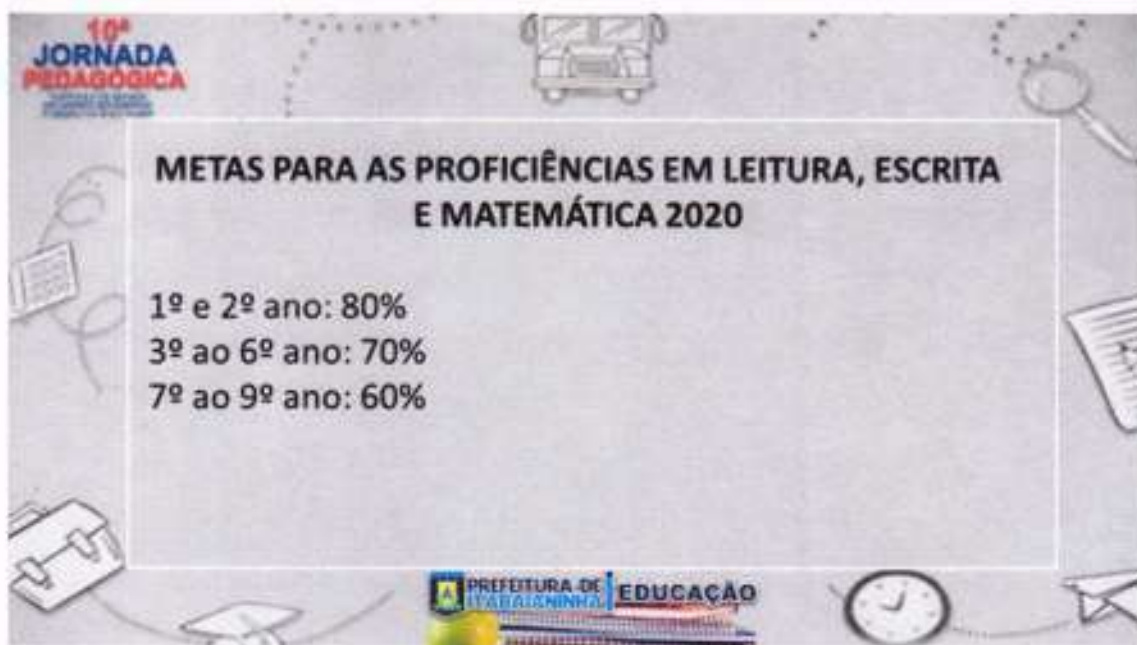 10ª
JORNADA
PEDAGÓGICA
METAS PARA AS PROFICIÊNCIAS EM LEITURA, ESCRITA
E MATEMÁTICA 2020
1º e 2º ano: 80%
3º ao 6º ano: 70%
7º ao 9º ano: 60%
PREFEITURA DE
ITABAIANINHA
EDUCAÇÃO